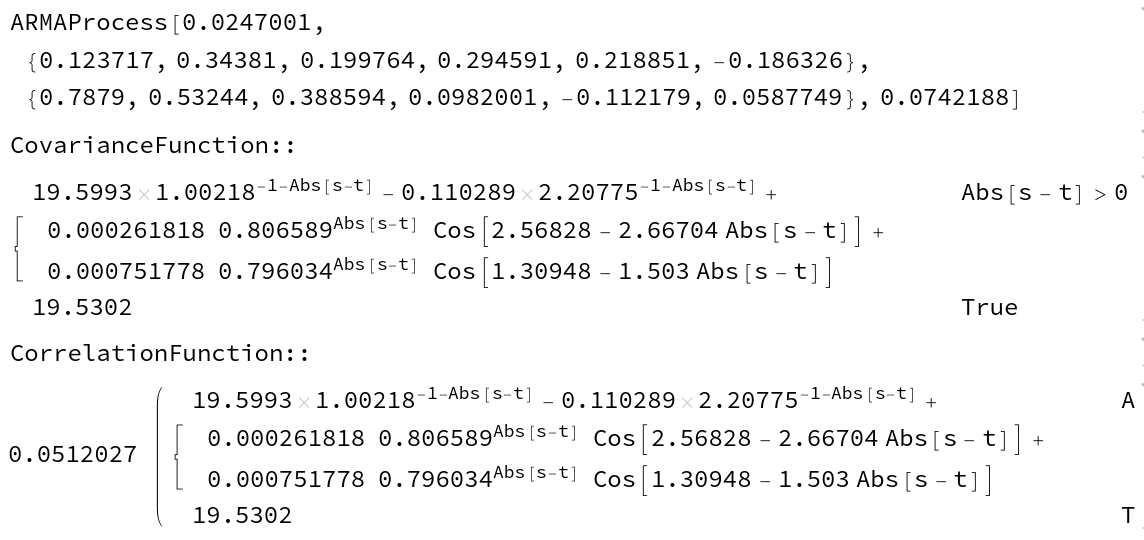 ARMAProcess[0.0247001,
{0.123717, 0.34381, 0.199764, 0.294591, 0.218851, -0.186326},
{0.7879, 0.53244, 0.388594, 0.0982001, -0.112179, 0.0587749}, 0.0742188]
CovarianceFunction::
19.5993×1.00218^-1-Abs[s-t] - 0.110289×2.20775^-1-Abs[s-t] + Abs[s - t] > 0
0.000261818 0.806589^Abs[s-t] Cos[2.56828 - 2.66704 Abs[s - t]] +
0.000751778 0.796034^Abs[s-t] Cos[1.30948 - 1.503 Abs[s - t]]
19.5302 True
CorrelationFunction::
19.5993×1.00218^-1-Abs[s-t] - 0.110289×2.20775^-1-Abs[s-t] + A
0.000261818 0.806589^Abs[s-t] Cos[2.56828 - 2.66704 Abs[s - t]] +
0.0512027
0.000751778 0.796034^Abs[s-t] Cos[1.30948 - 1.503 Abs[s - t]]
19.5302 T